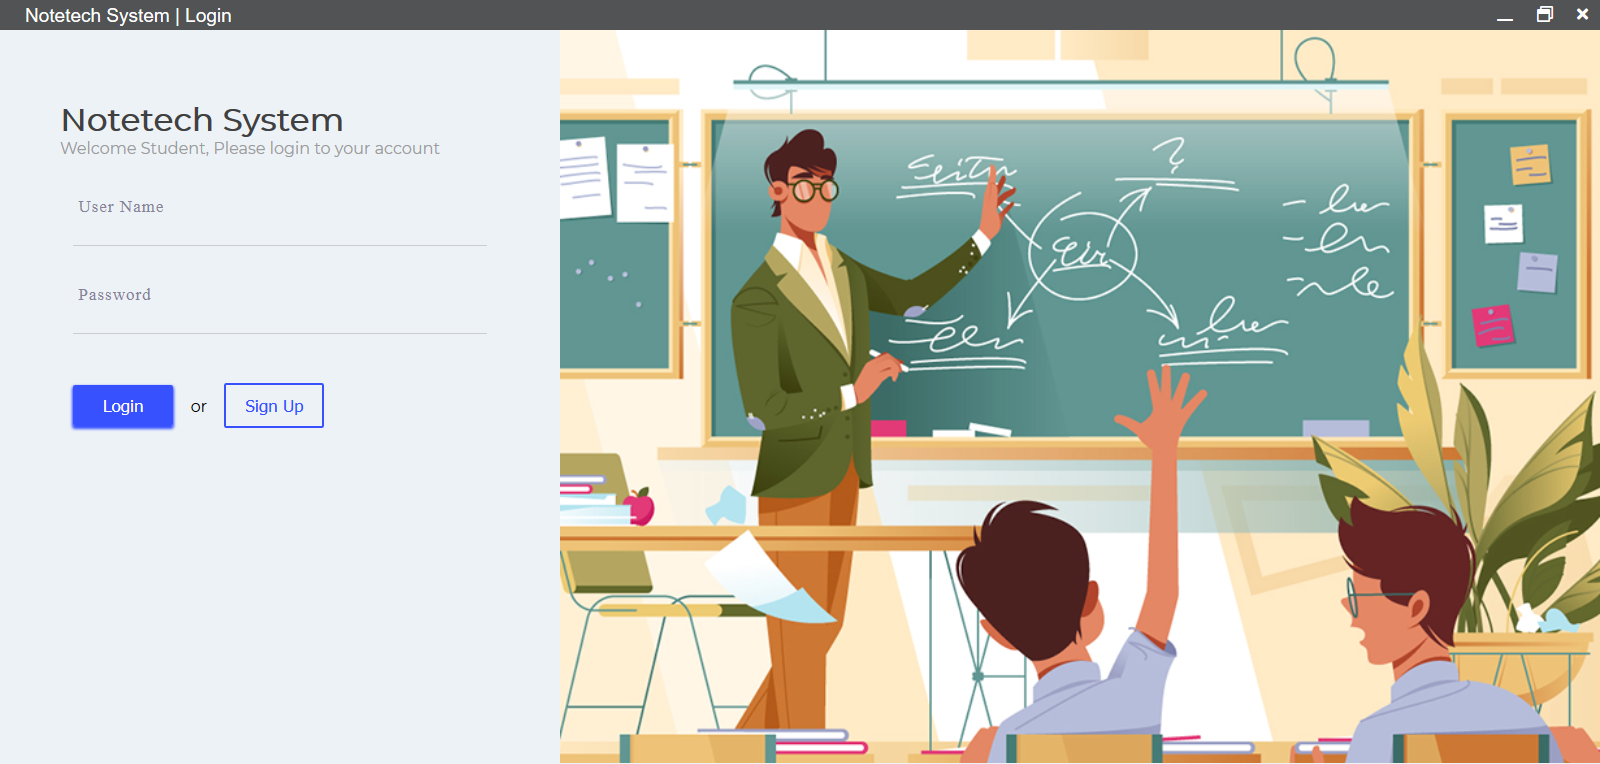 Notetech System | Login
Notetech System
Welcome Student, Please login to your account
User Name
Password
Login or Sign Up
?